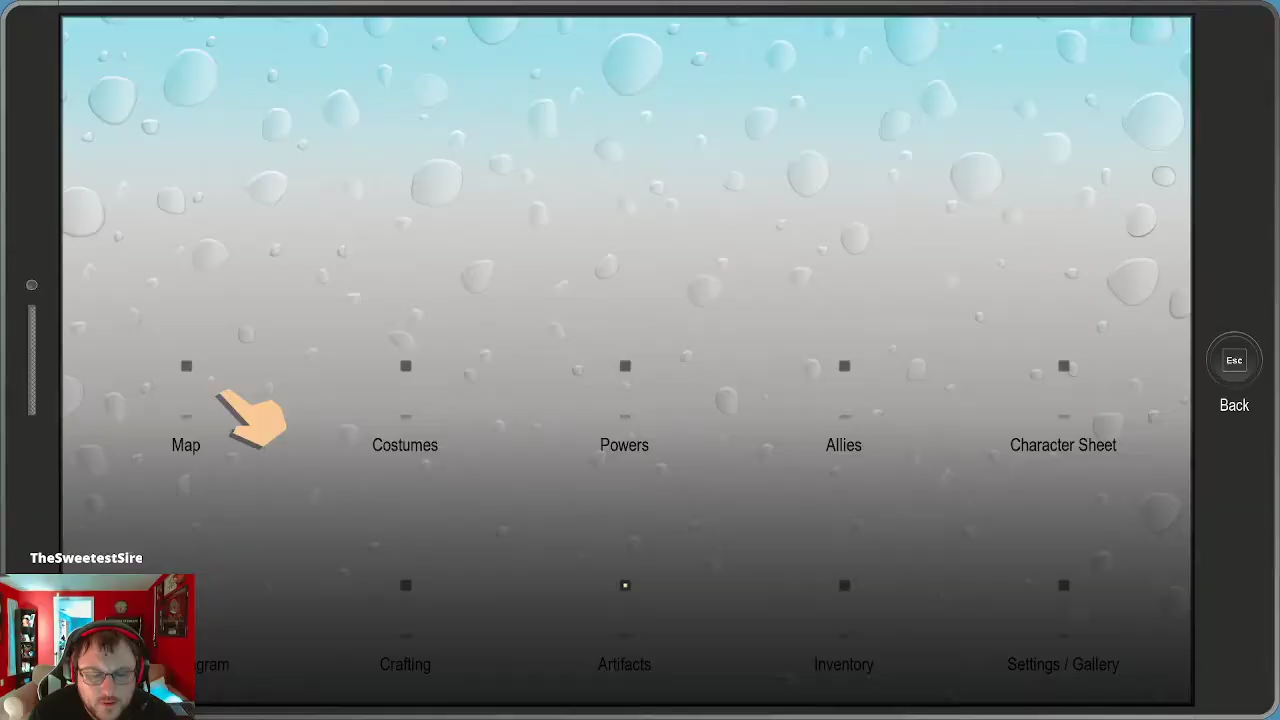 Esc
Back
Map
Costumes
Powers
Allies
Character Sheet
TheSweetestSire
Crafting
Artifacts
Inventory
Settings / Gallery